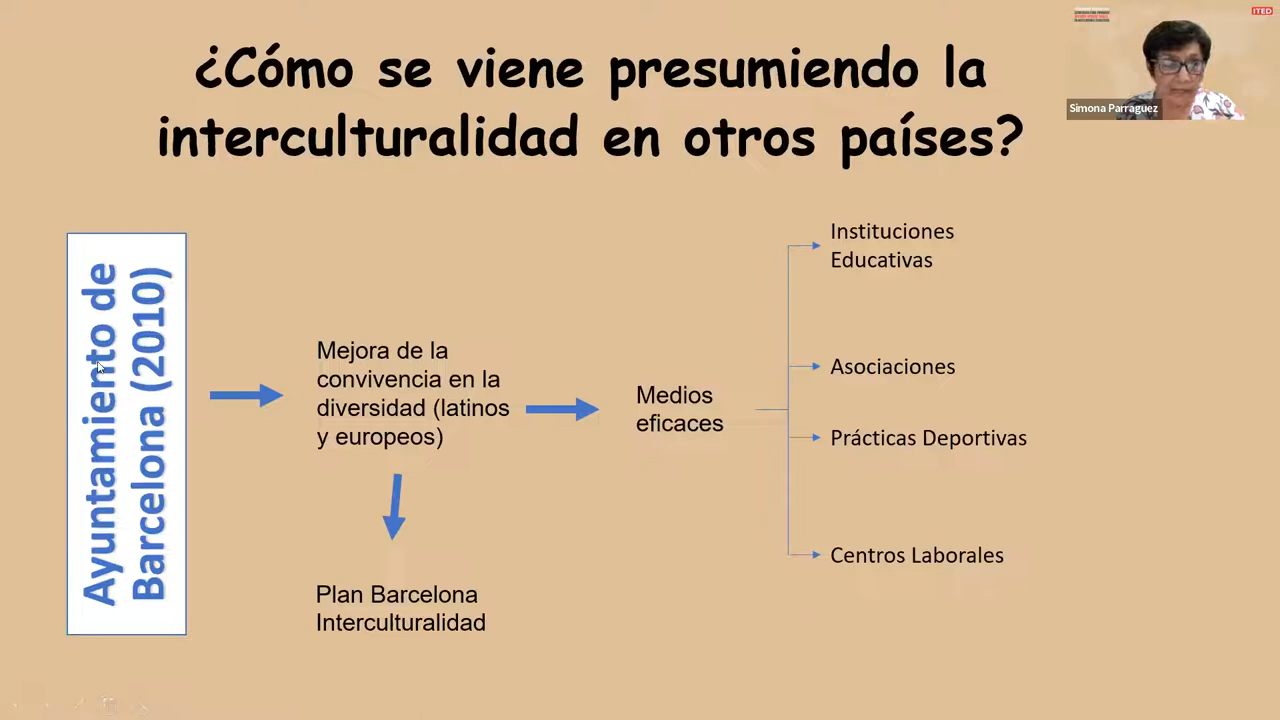 ¿Cómo se viene presumiendo la
interculturalidad en otros países?
ITED
Simona Parraguez
Ayuntamiento de
Barcelona (2010)
Mejora de la
convivencia en la
diversidad (latinos
y europeos)
Plan Barcelona
Interculturalidad
Medios
eficaces
Instituciones
Educativas
Asociaciones
Prácticas Deportivas
Centros Laborales